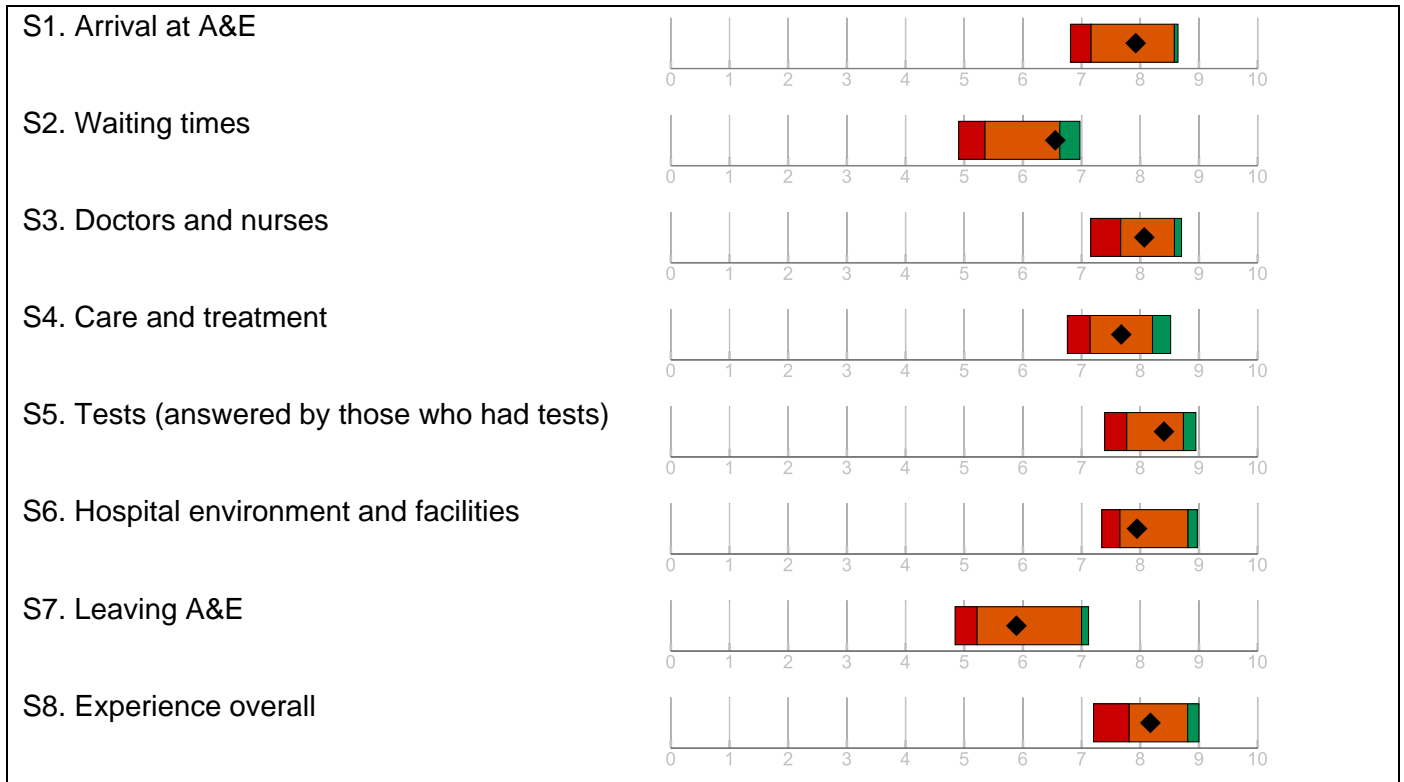 S1. Arrival at A&E
0 1 2 3 4 5 6 7 8 9 10
S2. Waiting times
0 1 2 3 4 5 6 7 8 9 10
S3. Doctors and nurses
0 1 2 3 4 5 6 7 8 9 10
S4. Care and treatment
0 1 2 3 4 5 6 7 8 9 10
S5. Tests (answered by those who had tests)
0 1 2 3 4 5 6 7 8 9 10
S6. Hospital environment and facilities
0 1 2 3 4 5 6 7 8 9 10
S7. Leaving A&E
0 1 2 3 4 5 6 7 8 9 10
S8. Experience overall
0 1 2 3 4 5 6 7 8 9 10